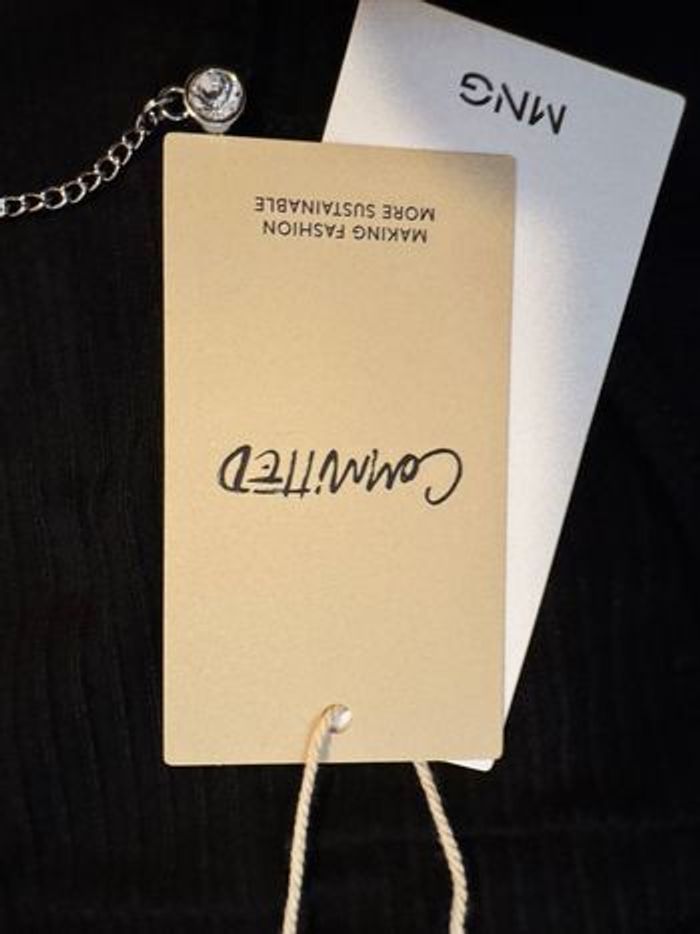 MNG
COMMITTED
MAKING FASHION
MORE SUSTAINABLE